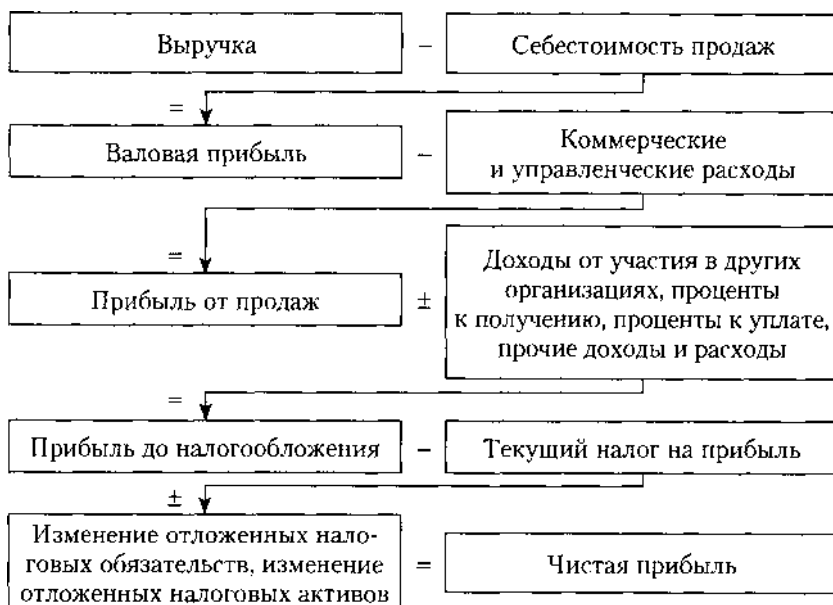 Выручка – Себестоимость продаж
=
Валовая прибыль – Коммерческие
и управленческие расходы
=
Прибыль от продаж ± Доходы от участия в других
организациях, проценты
к получению, проценты к уплате,
прочие доходы и расходы
=
Прибыль до налогообложения – Текущий налог на прибыль
±
Изменение отложенных нало-
говых обязательств, изменение
отложенных налоговых активов
= Чистая прибыль